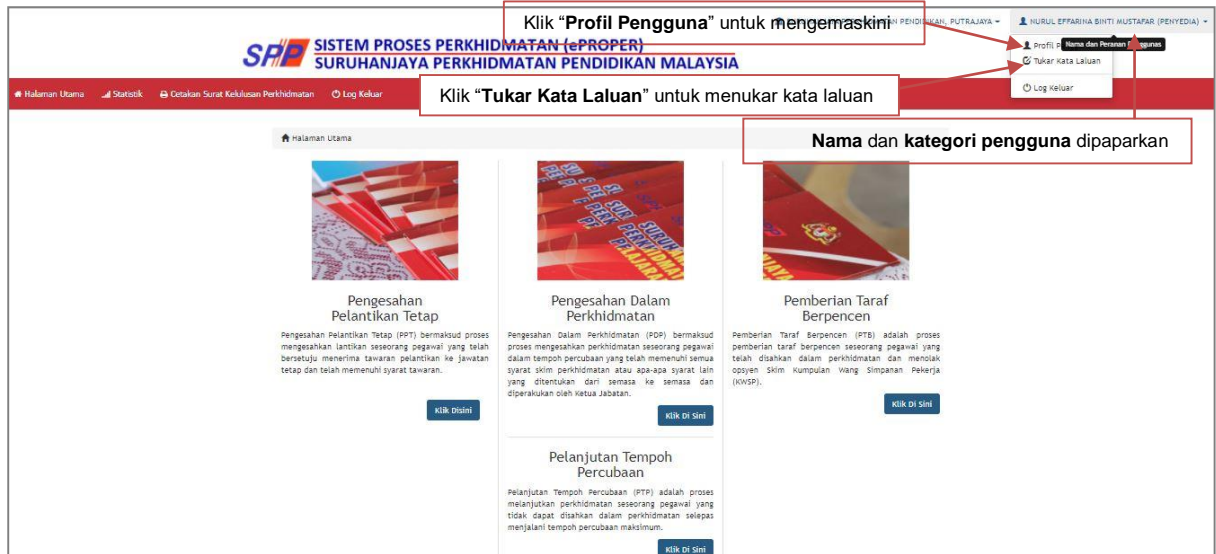 Klik “Profil Pengguna” untuk mengemaskini
PENDIDIKAN, PUTRAJAYA
NURUL EFFARINA BINTI MUSTAFAR (PENYEDIA)
SPP
SISTEM PROSES PERKHIDMATAN (ePROPER)
SURUHANJAYA PERKHIDMATAN PENDIDIKAN MALAYSIA
Profil
Nama dan Peranan Penggunas
Tukar Kata Laluan
Log Keluar
Halaman Utama
Statistik
Cetakan Surat Kelulusan Perkhidmatan
Log Keluar
Klik “Tukar Kata Laluan” untuk menukar kata laluan
Nama dan kategori pengguna dipaparkan
Halaman Utama
Pengesahan
Pelantikan Tetap
Pengesahan Pelantikan Tetap (PPT) bermaksud proses
mengesahkan lantikan seseorang pegawai yang telah
bersetuju menerima tawaran pelantikan ke jawatan
tetap dan telah memenuhi syarat tawaran.
Klik Disini
Pengesahan Dalam
Perkhidmatan
Pengesahan Dalam Perkhidmatan (PDP) bermaksud
proses mengesahkan perkhidmatan seseorang pegawai
dalam tempoh percubaan yang telah memenuhi semua
syarat skim perkhidmatan atau apa-apa syarat lain
yang ditentukan dari semasa ke semasa dan
diperakukan oleh Ketua Jabatan.
Klik Di Sini
Pelanjutan Tempoh
Percubaan
Pelanjutan Tempoh Percubaan (PTP) adalah proses
melanjutkan perkhidmatan seseorang pegawai yang
tidak dapat disahkan dalam perkhidmatan selepas
menjalani tempoh percubaan maksimum.
Klik Di Sini
Pemberian Taraf
Berpencen
Pemberian Taraf Berpencen (PTB) adalah proses
pemberian taraf berpencen seseorang pegawai yang
telah disahkan dalam perkhidmatan dan menolak
opsyen Skim Kumpulan Wang Simpanan Pekerja
(KWSP).
Klik Di Sini